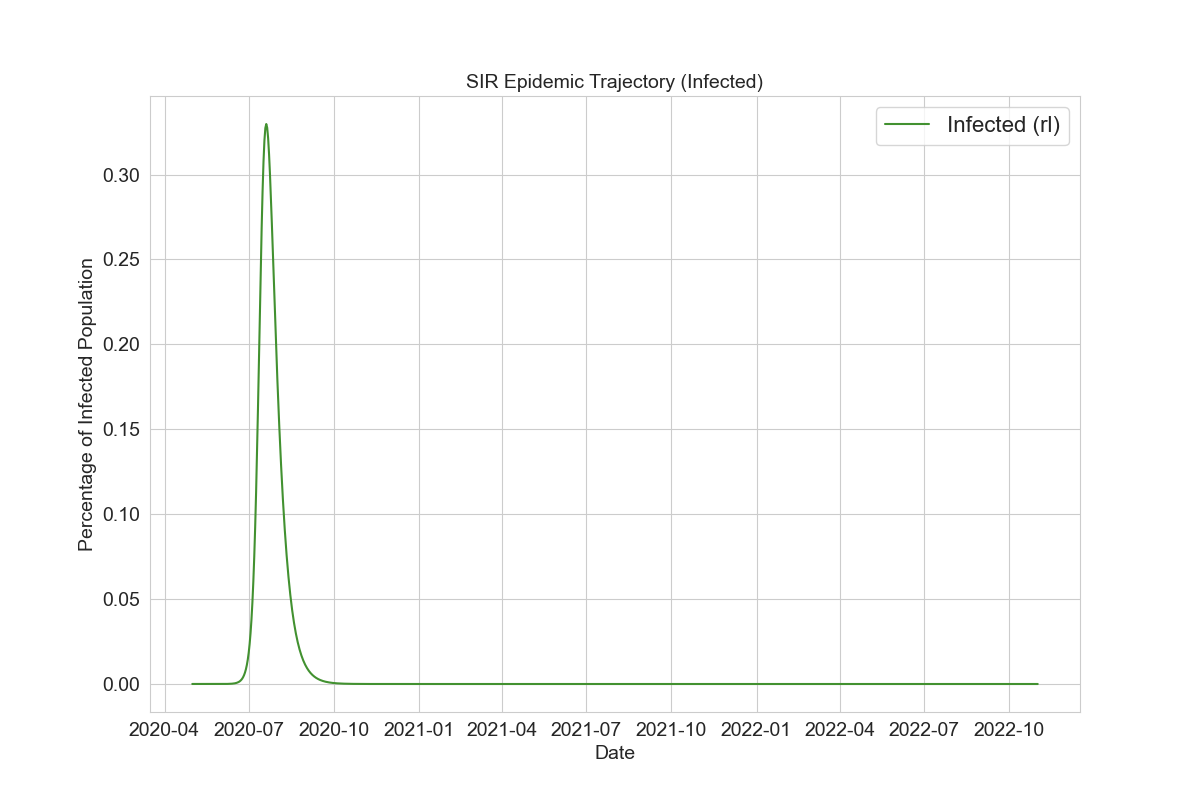 SIR Epidemic Trajectory (Infected)
Infected (rl)
Percentage of Infected Population
0.30
0.25
0.20
0.15
0.10
0.05
0.00
2020-04 2020-07 2020-10 2021-01 2021-04 2021-07 2021-10 2022-01 2022-04 2022-07 2022-10
Date